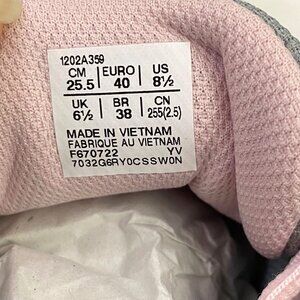 1202A359
CM EURO US
25.5 40 8½
UK BR CN
6½ 38 255(2.5)
MADE IN VIETNAM
FABRIQUE AU VIETNAM
F670722 YV
7032G6RY0CSSW0N